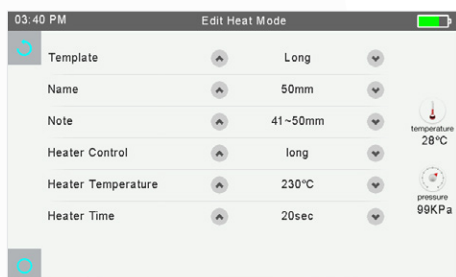 03:40 PM Edit Heat Mode
Template Long
Name 50mm
Note 41~50mm
Heater Control long
Heater Temperature 230°C
Heater Time 20sec
temperature
28°C
pressure
99KPa